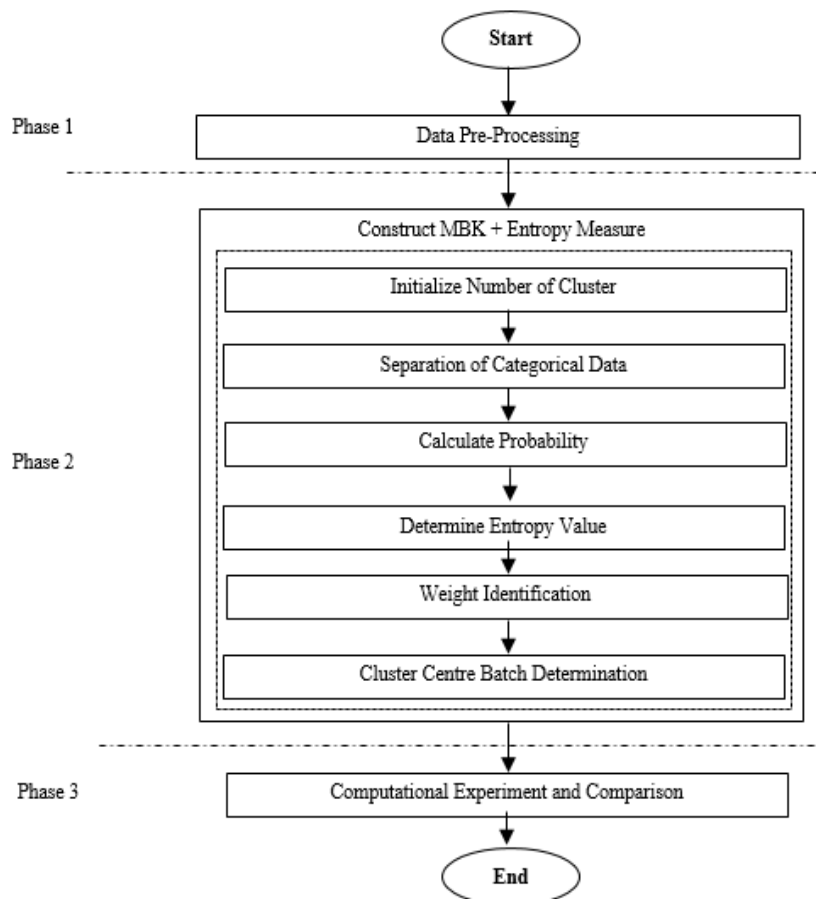 Start
Phase 1
Data Pre-Processing
Construct MBK + Entropy Measure
Initialize Number of Cluster
Separation of Categorical Data
Calculate Probability
Phase 2
Determine Entropy Value
Weight Identification
Cluster Centre Batch Determination
Phase 3
Computational Experiment and Comparison
End